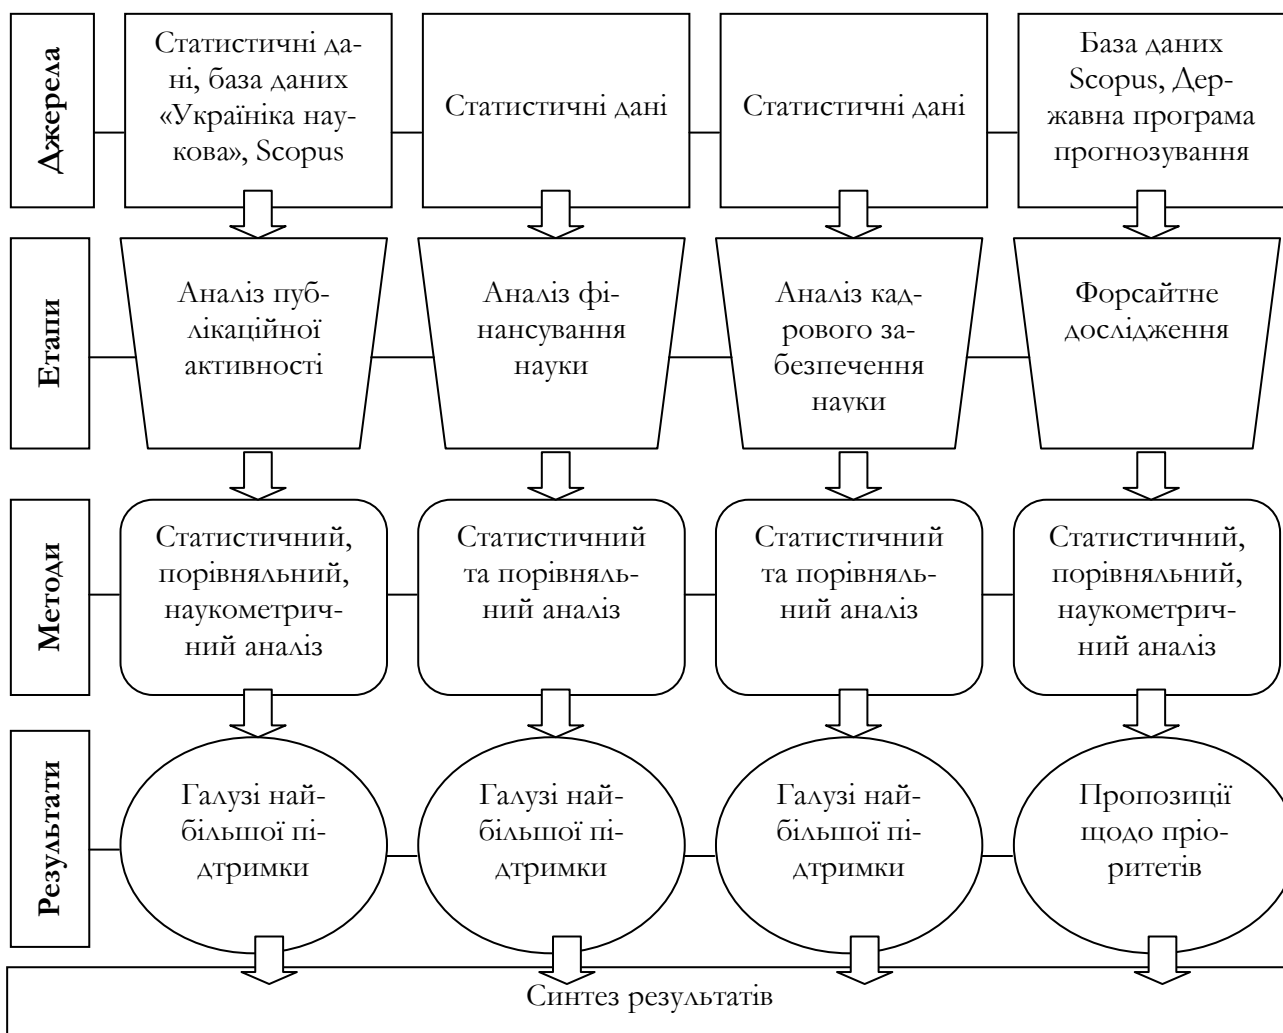 Джерела
Статистичні да-
ні, база даних
«Україніка нау-
кова», Scopus
Статистичні дані
Статистичні дані
База даних
Scopus, Дер-
жавна програма
прогнозування
Етапи
Аналіз пуб-
лікаційної
активності
Аналіз фі-
нансування
науки
Аналіз кад-
рового за-
безпечення
науки
Форсайтне
дослідження
Методи
Статистичний,
порівняльний,
наукометрич-
ний аналіз
Статистичний
та порівняль-
ний аналіз
Статистичний
та порівняль-
ний аналіз
Статистичний,
порівняльний,
наукометрич-
ний аналіз
Результати
Галузі най-
більшої пі-
дтримки
Галузі най-
більшої пі-
дтримки
Галузі най-
більшої пі-
дтримки
Пропозиції
щодо пріо-
ритетів
Синтез результатів